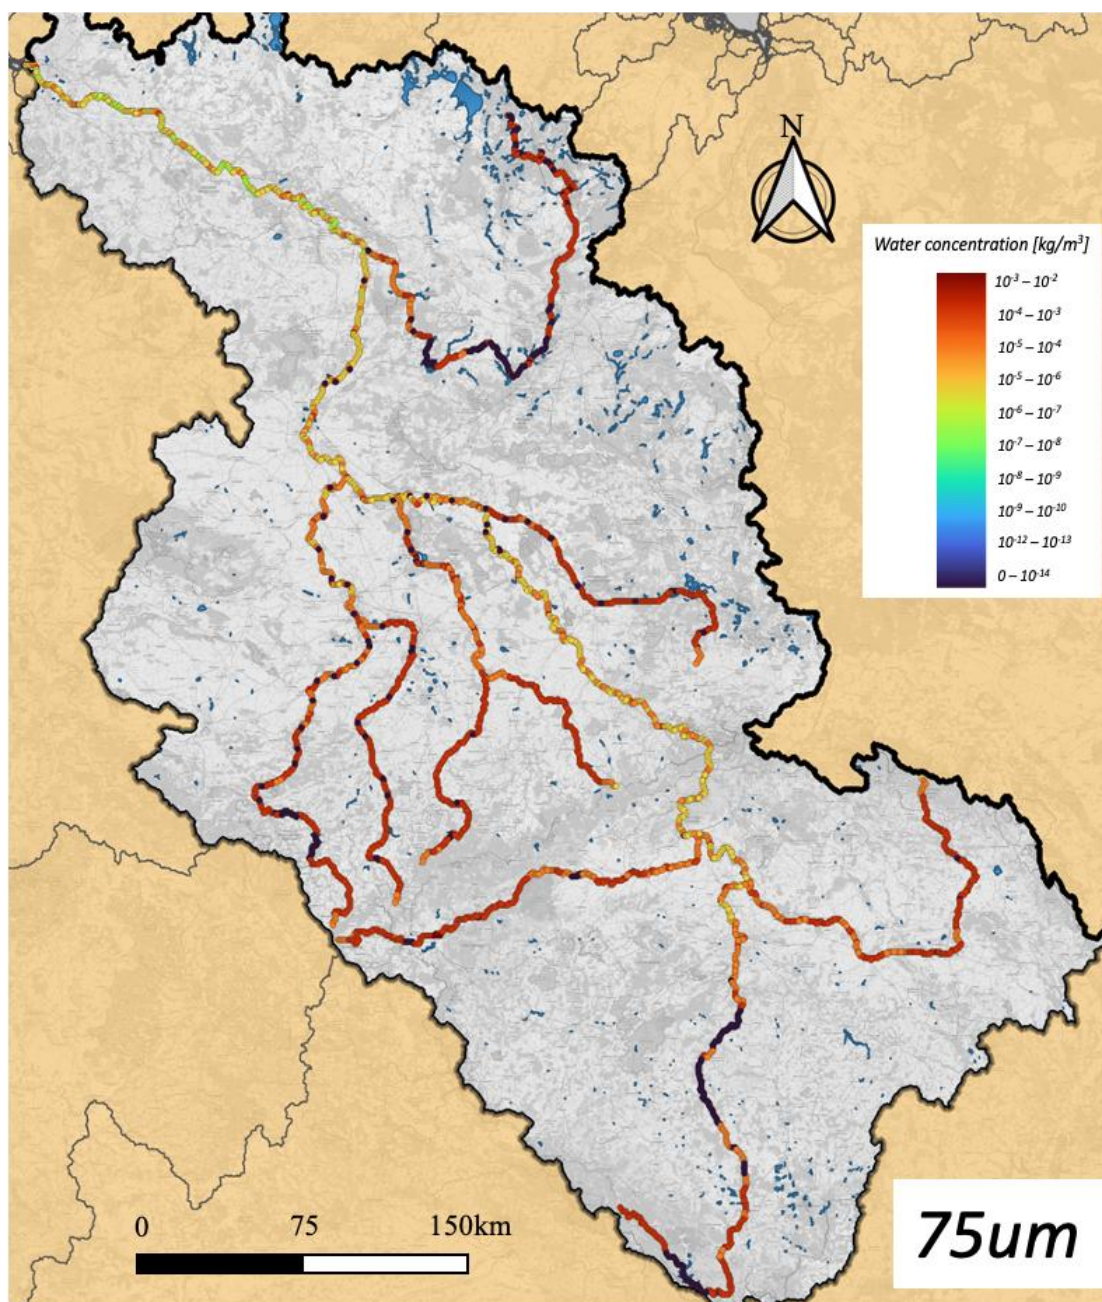 N
Water concentration [kg/m³]
10⁻³ – 10⁻²
10⁻⁴ – 10⁻³
10⁻⁵ – 10⁻⁴
10⁻⁵ – 10⁻⁶
10⁻⁶ – 10⁻⁷
10⁻⁷ – 10⁻⁸
10⁻⁸ – 10⁻⁹
10⁻⁹ – 10⁻¹⁰
10⁻¹² – 10⁻¹³
0 – 10⁻¹⁴
0 75 150km
75um